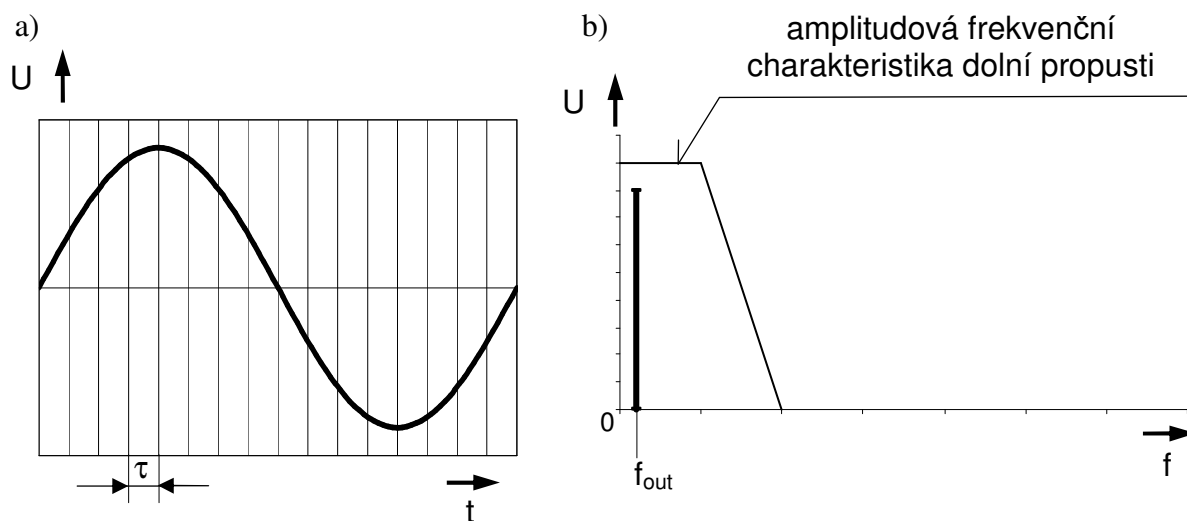 a)
U
τ
t
b)
amplitudová frekvenční
charakteristika dolní propusti
U
0
f_out
f